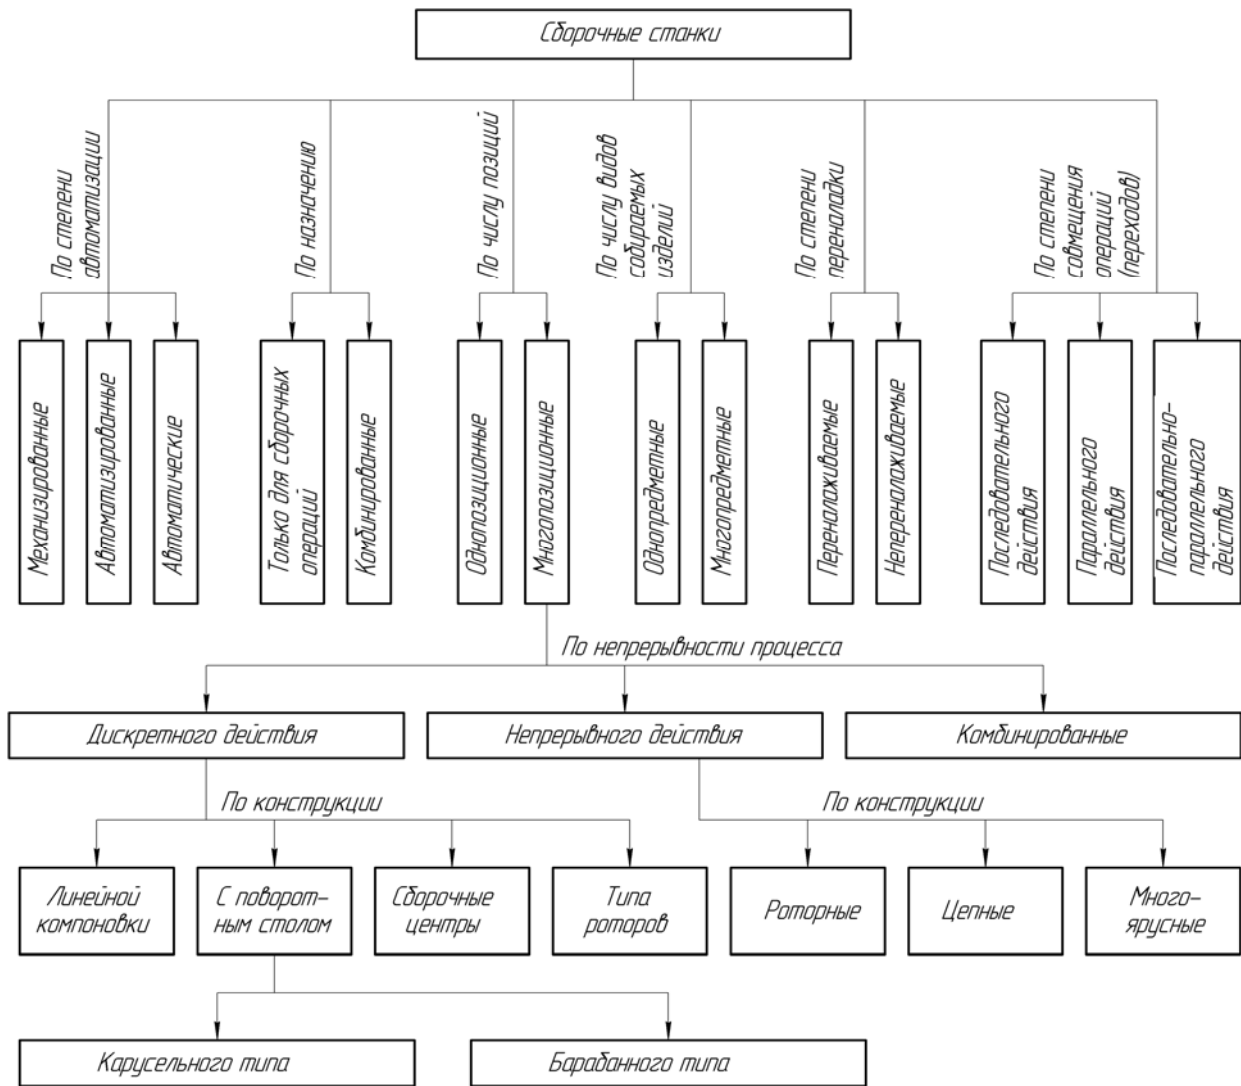 Сборочные станки
По степени
автоматизации
По назначению
По числу позиций
По числу видов
собираемых
изделий
По степени
переналадки
По степени
совмещения
операций
(переходов)
Механизированные
Автоматизированные
Автоматические
Только для сборочных
операций
Комбинированные
Однопозиционные
Многопозиционные
Однопредметные
Многопредметные
Переналаживаемые
Непереналаживаемые
Последовательного
действия
Параллельного
действия
Последовательно-
параллельного
действия
По непрерывности процесса
Дискретного действия
Непрерывного действия
Комбинированные
По конструкции
По конструкции
Линейной
компоновки
С поворот-
ным столом
Сборочные
центры
Типа
роторов
Роторные
Цепные
Много-
ярусные
Карусельного типа
Барабанного типа